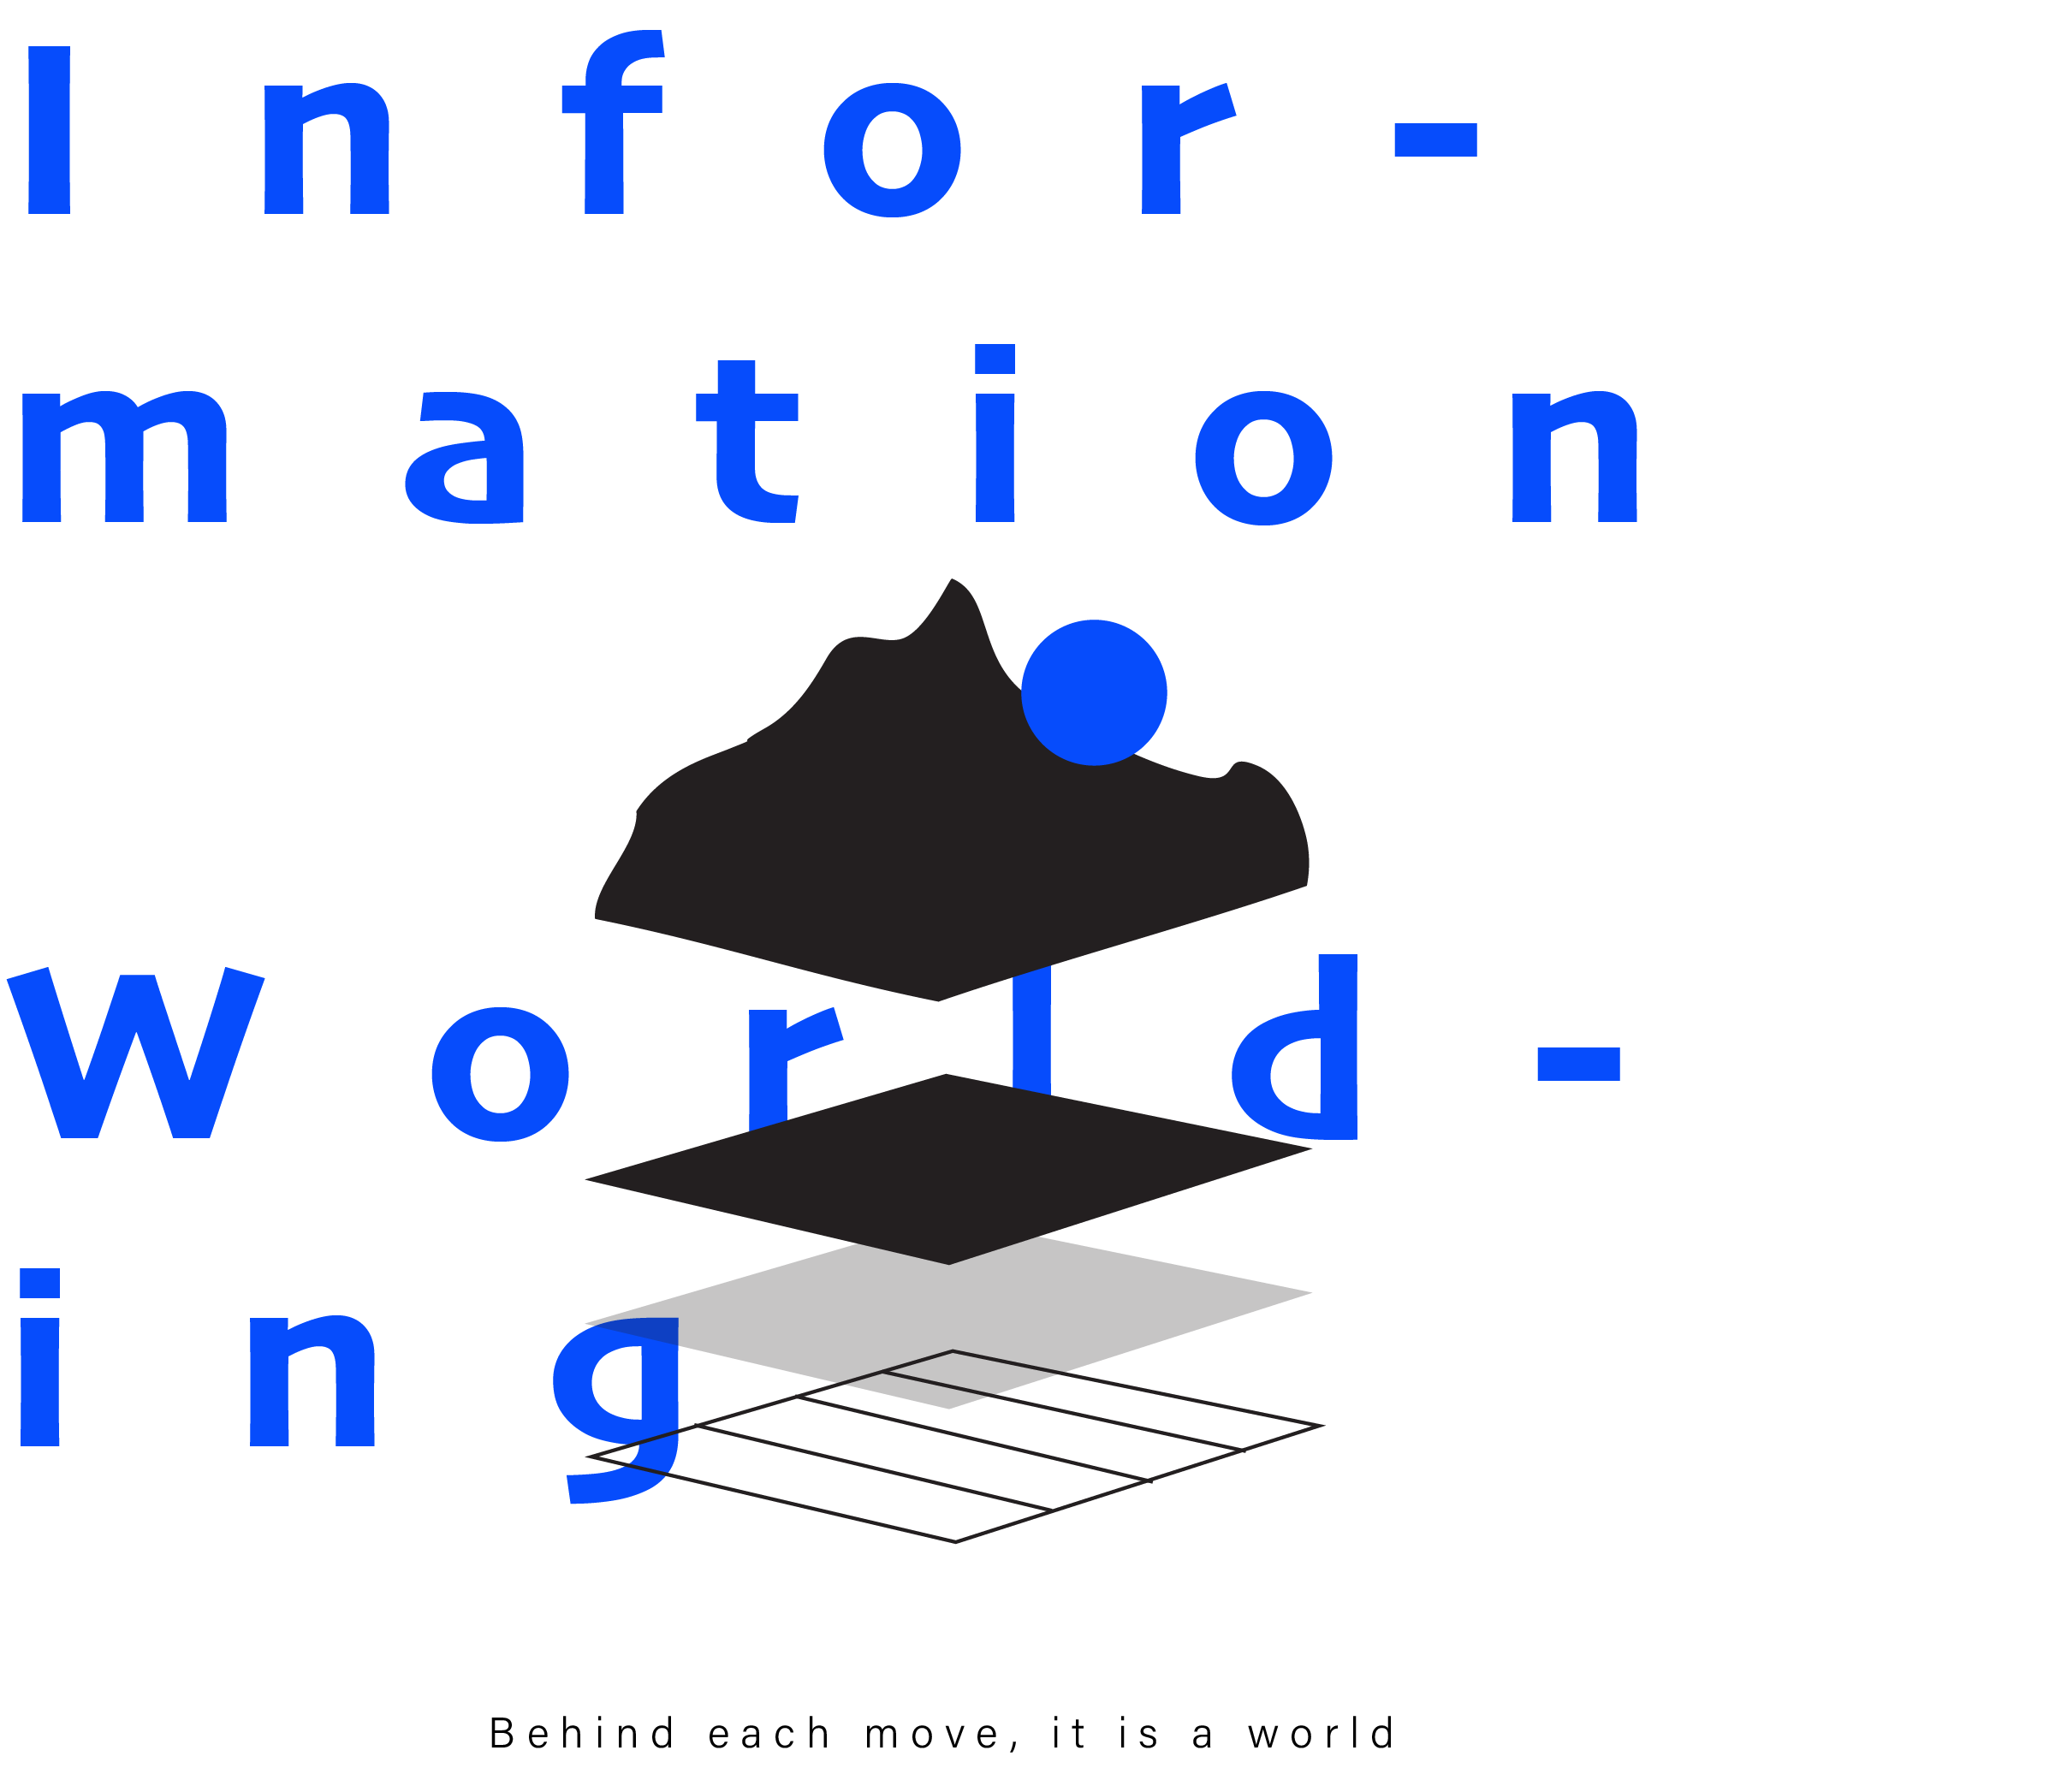 Infor-
mation
World-
ing
Behind each move, it is a world